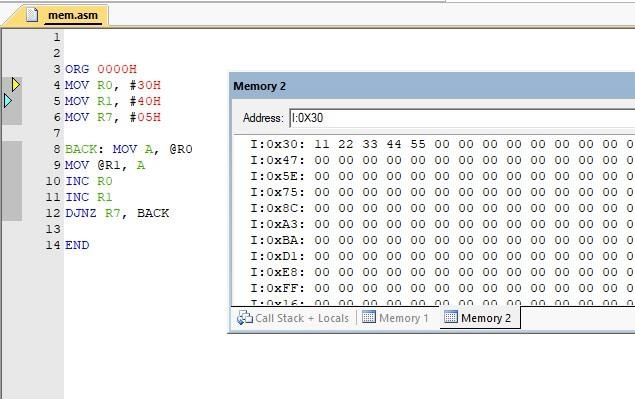 mem.asm
1
2
3 ORG 0000H
4 MOV R0, #30H
5 MOV R1, #40H
6 MOV R7, #05H
7
8 BACK: MOV A, @R0
9 MOV @R1, A
10 INC R0
11 INC R1
12 DJNZ R7, BACK
13
14 END
Memory 2
Address: I:0X30
I:0x30: 11 22 33 44 55 00 00 00 00 00 00 00 0
I:0x47: 00 00 00 00 00 00 00 00 00 00 00 00 0
I:0x5E: 00 00 00 00 00 00 00 00 00 00 00 00 0
I:0x75: 00 00 00 00 00 00 00 00 00 00 00 00 0
I:0x8C: 00 00 00 00 00 00 00 00 00 00 00 00 0
I:0xA3: 00 00 00 00 00 00 00 00 00 00 00 00 0
I:0xBA: 00 00 00 00 00 00 00 00 00 00 00 00 0
I:0xD1: 00 00 00 00 00 00 00 00 00 00 00 00 0
I:0xE8: 00 00 00 00 00 00 00 00 00 00 00 00 0
I:0xFF: 00 00 00 00 00 00 00 00 00 00 00 00 0
I:0x16: 00 00 00 00 00 00 00 00 00 00 00 00 0
Call Stack + Locals Memory 1 Memory 2